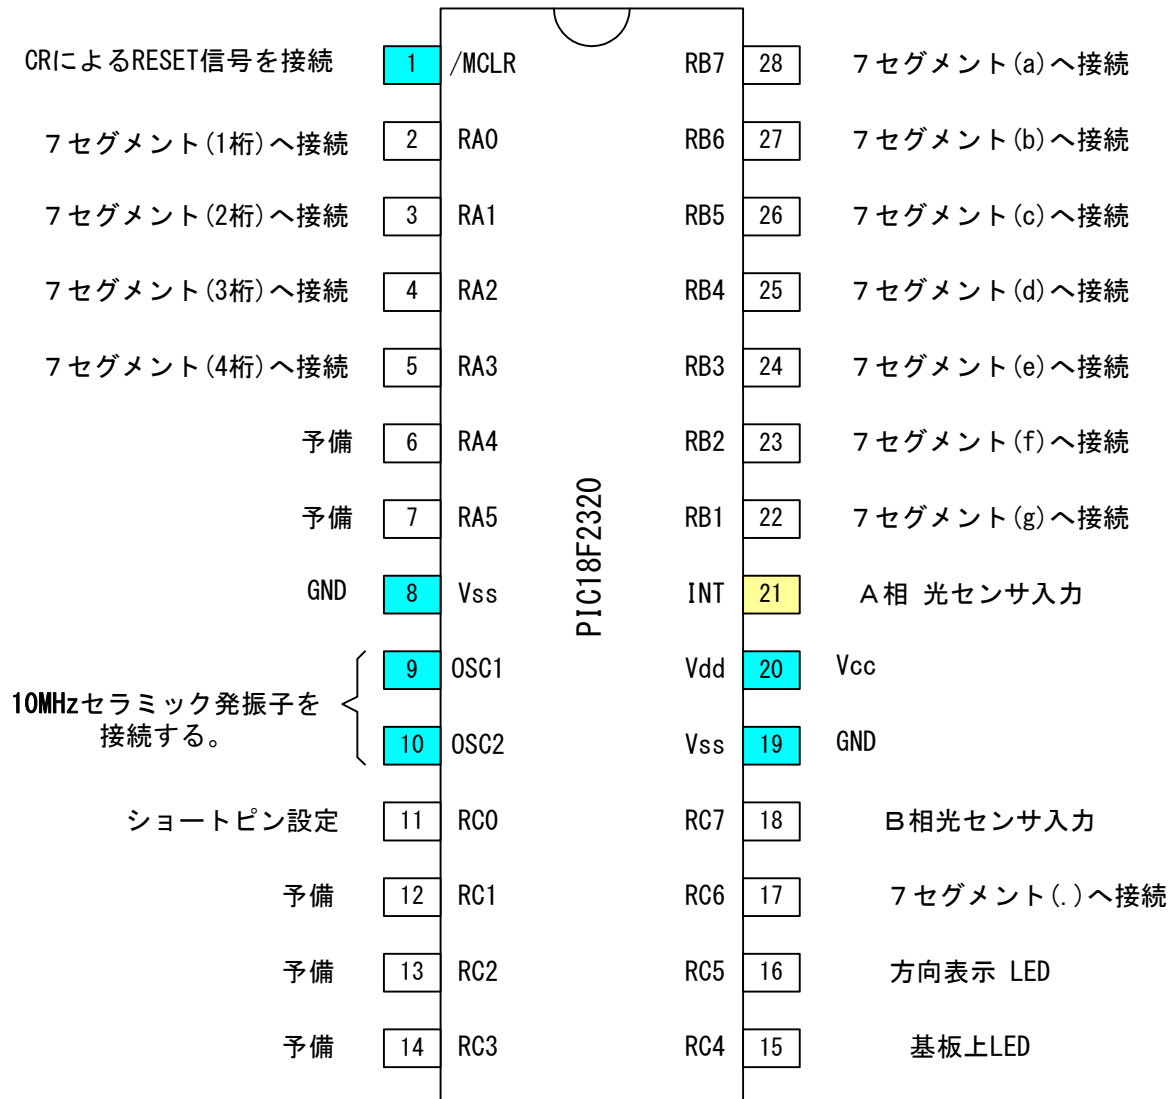 CRによるRESET信号を接続 1 /MCLR RB7 28 7セグメント(a)へ接続
7セグメント(1桁)へ接続 2 RA0 RB6 27 7セグメント(b)へ接続
7セグメント(2桁)へ接続 3 RA1 RB5 26 7セグメント(c)へ接続
7セグメント(3桁)へ接続 4 RA2 RB4 25 7セグメント(d)へ接続
7セグメント(4桁)へ接続 5 RA3 RB3 24 7セグメント(e)へ接続
予備 6 RA4 RB2 23 7セグメント(f)へ接続
予備 7 RA5 RB1 22 7セグメント(g)へ接続
PIC18F2320
GND 8 Vss INT 21 A相 光センサ入力
9 OSC1 Vdd 20 Vcc
10MHzセラミック発振子を
接続する。
10 OSC2 Vss 19 GND
ショートピン設定 11 RC0 RC7 18 B相光センサ入力
予備 12 RC1 RC6 17 7セグメント(.)へ接続
予備 13 RC2 RC5 16 方向表示 LED
予備 14 RC3 RC4 15 基板上LED